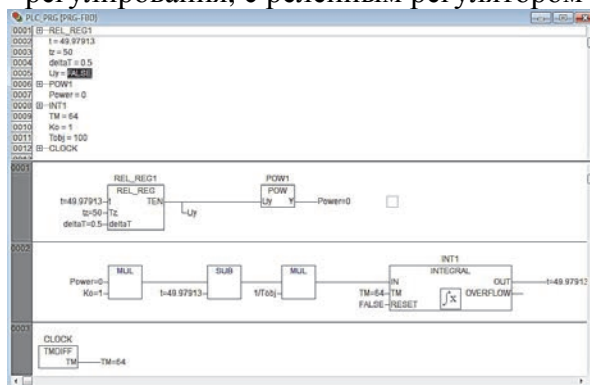 регулирования, с релейным регулятором
PLC_PRG (PRG-FBD)
0001 REL_REG1
0002 t = 49.97913
0003 tz = 50
0004 deltaT = 0.5
0005 Uy = FALSE
0006 POW1
0007 Power = 0
0008 INT1
0009 TM = 64
0010 Ko = 1
0011 Tobj = 100
0012 CLOCK
0001
REL_REG1 POW1
REL_REG POW
t=49.97913 t TEN Uy Uy Y Power=0
tz=50 Tz
deltaT=0.5 deltaT
0002
INT1
MUL SUB MUL INTEGRAL
Power=0 IN OUT t=49.97913
Ko=1 t=49.97913 1/Tobj TM=64 TM OVERFLOW
FALSE RESET ∫x
0003
CLOCK
TMDIFF
TM TM=64